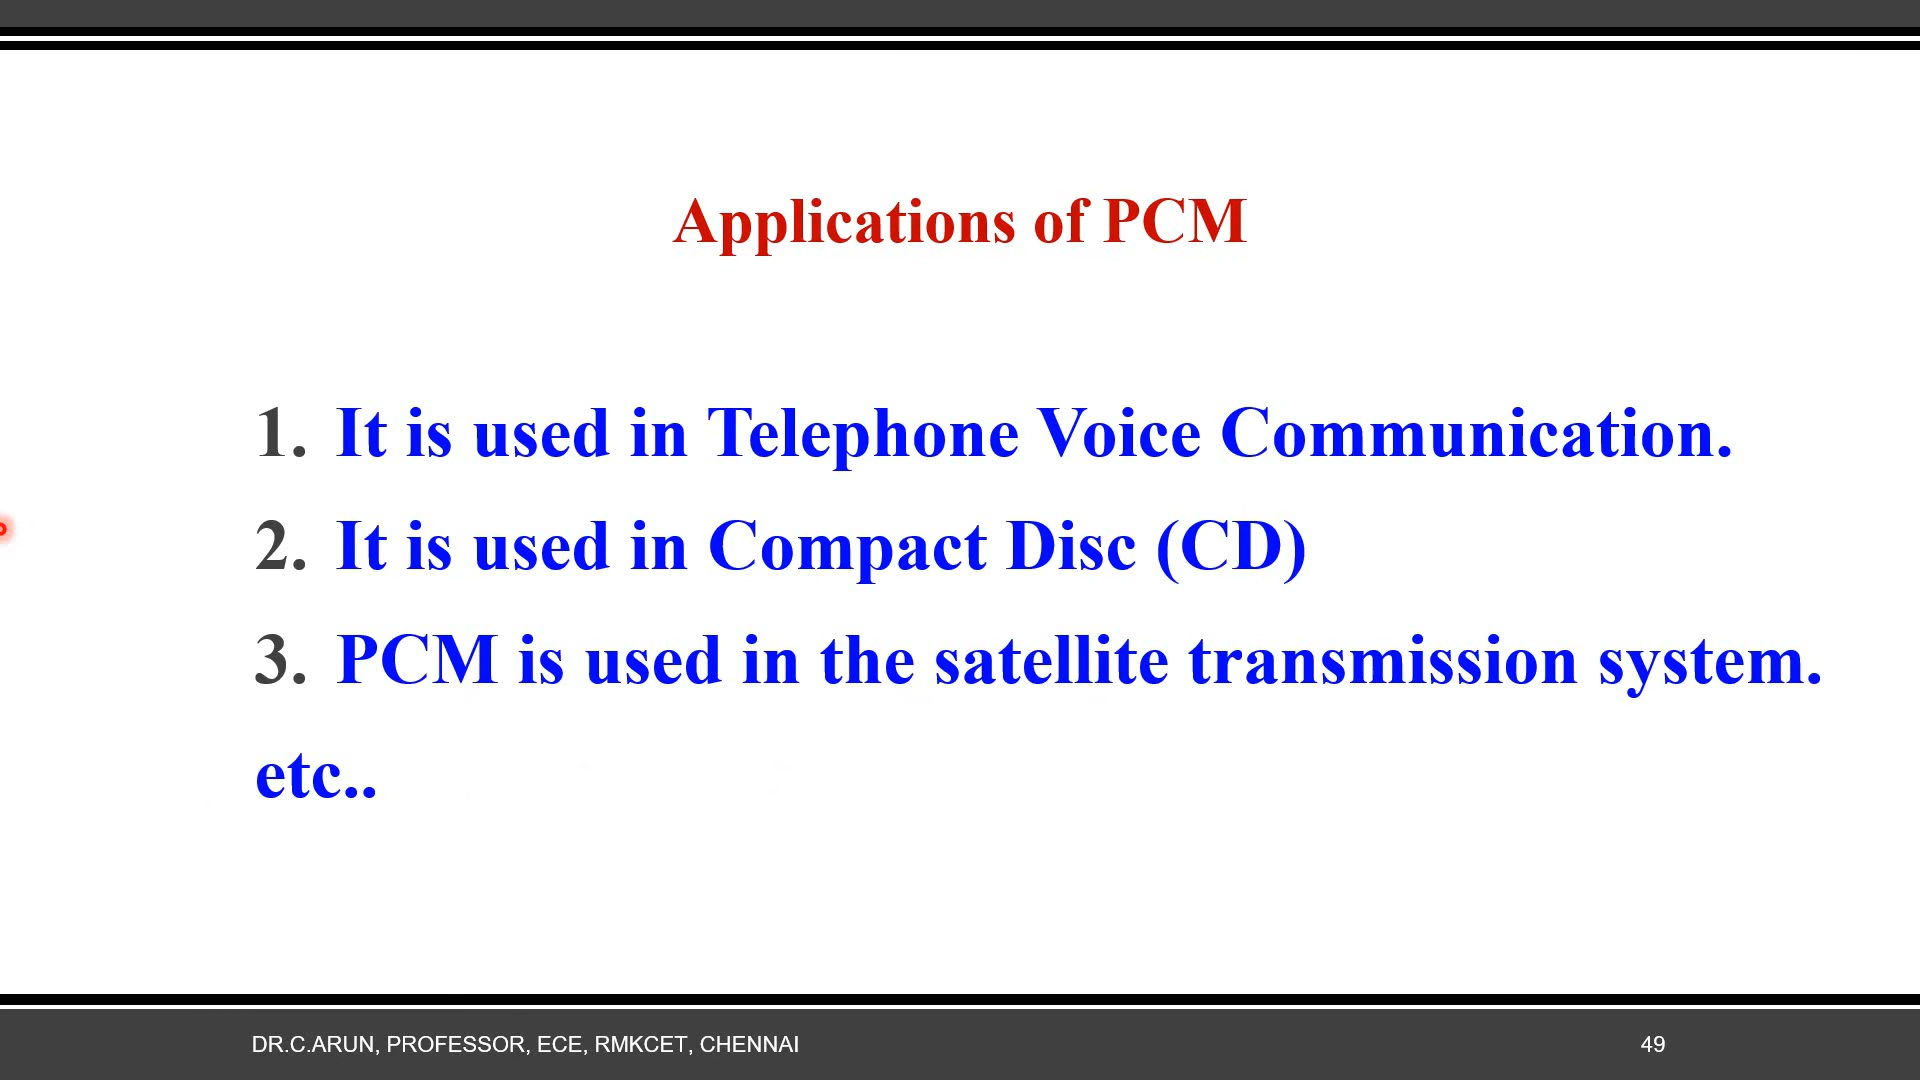 Applications of PCM
1. It is used in Telephone Voice Communication.
2. It is used in Compact Disc (CD)
3. PCM is used in the satellite transmission system.
etc..
DR.C.ARUN, PROFESSOR, ECE, RMKCET, CHENNAI
49